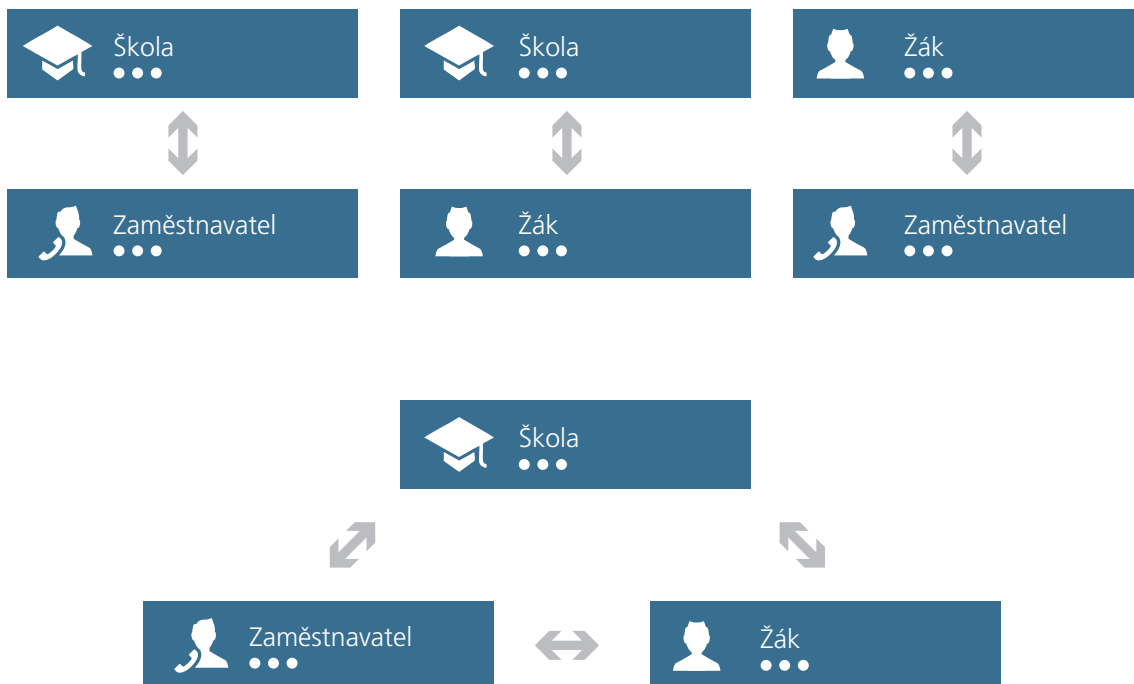 Škola
Škola
Žák
Zaměstnavatel
Žák
Zaměstnavatel
Škola
Zaměstnavatel
Žák